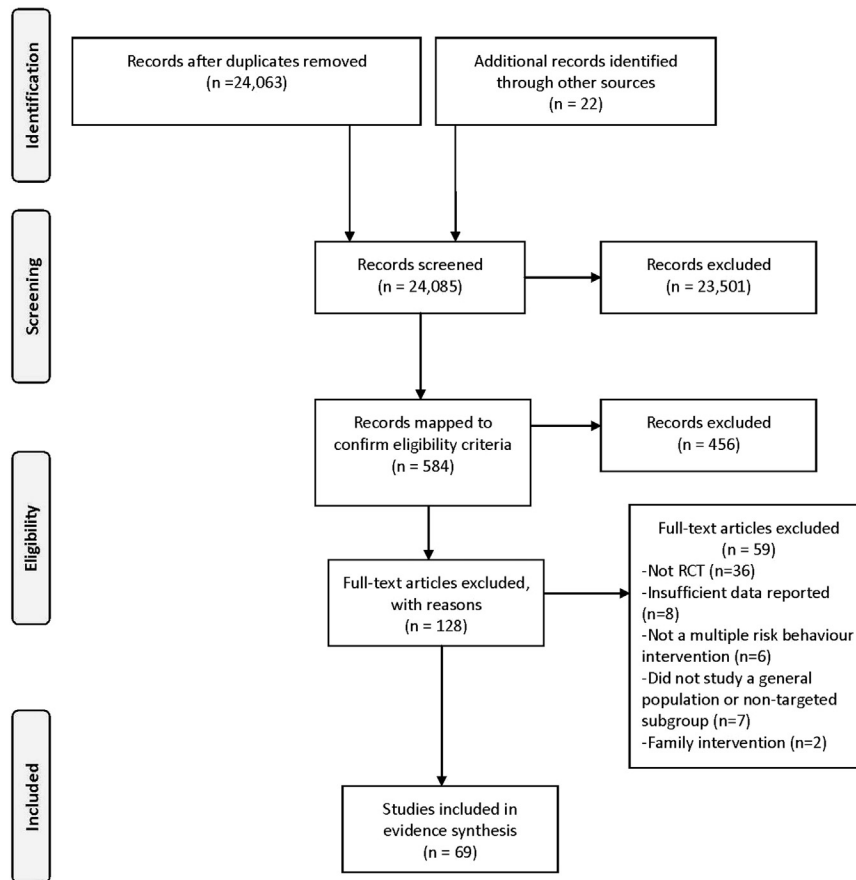 Identification
Records after duplicates removed
(n =24,063)
Additional records identified
through other sources
(n = 22)
Screening
Records screened
(n = 24,085)
Records excluded
(n = 23,501)
Records mapped to
confirm eligibility criteria
(n = 584)
Records excluded
(n = 456)
Eligibility
Full-text articles excluded,
with reasons
(n = 128)
Full-text articles excluded
(n = 59)
-Not RCT (n=36)
-Insufficient data reported
(n=8)
-Not a multiple risk behaviour
intervention (n=6)
-Did not study a general
population or non-targeted
subgroup (n=7)
-Family intervention (n=2)
Included
Studies included in
evidence synthesis
(n = 69)